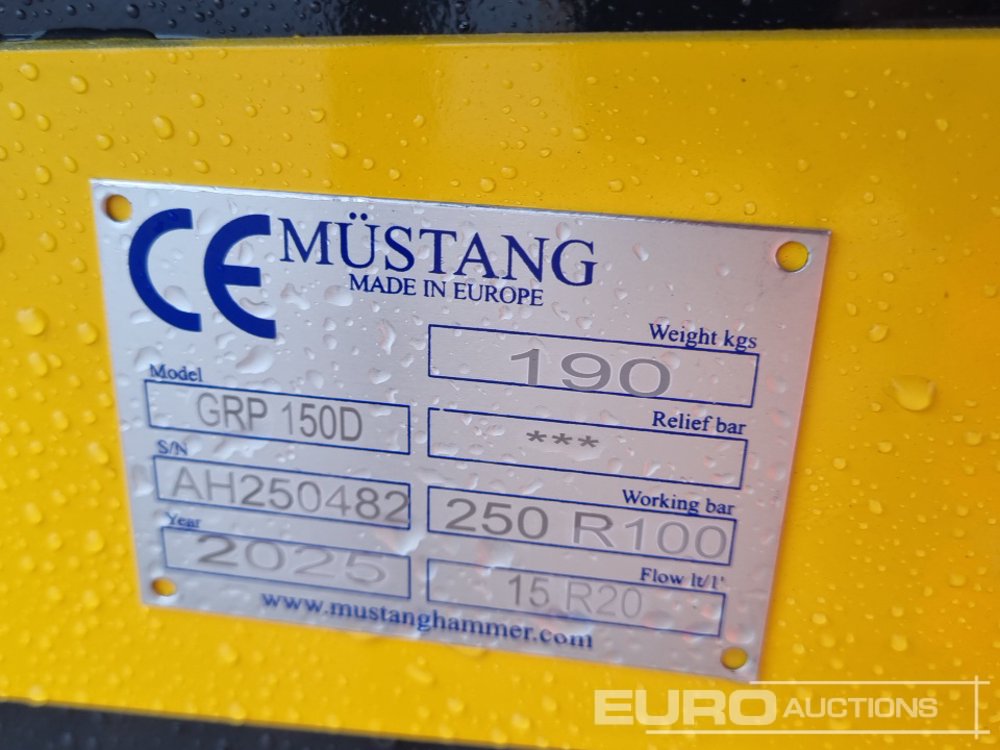 CE MÜSTANG
MADE IN EUROPE
Weight kgs
190
Model
GRP 150D
Relief bar
***
S/N
AH250482
Working bar
250 R100
Year
2025
Flow lt/1'
15 R20
www.mustanghammer.com
EURO AUCTIONS